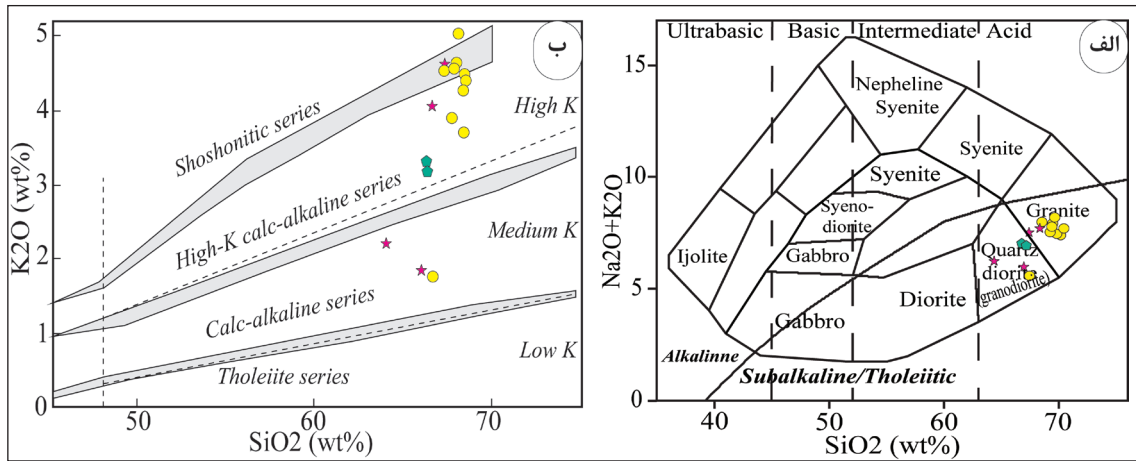 ب
K2O (wt%)
5
4
3
2
1
0
50
60
70
SiO2 (wt%)
Shoshonitic series
High K
High-K calc-alkaline series
Medium K
Calc-alkaline series
Low K
Tholeiite series
الف
Ultrabasic
Basic
Intermediate
Acid
Na2O+K2O
15
10
5
0
40
50
60
70
SiO2 (wt%)
Nepheline
Syenite
Syenite
Syenite
Syeno-
diorite
Granite
Ijolite
Gabbro
Quartz
diorite
(granodiorite)
Diorite
Gabbro
Alkalinne
Subalkaline/Tholeiitic